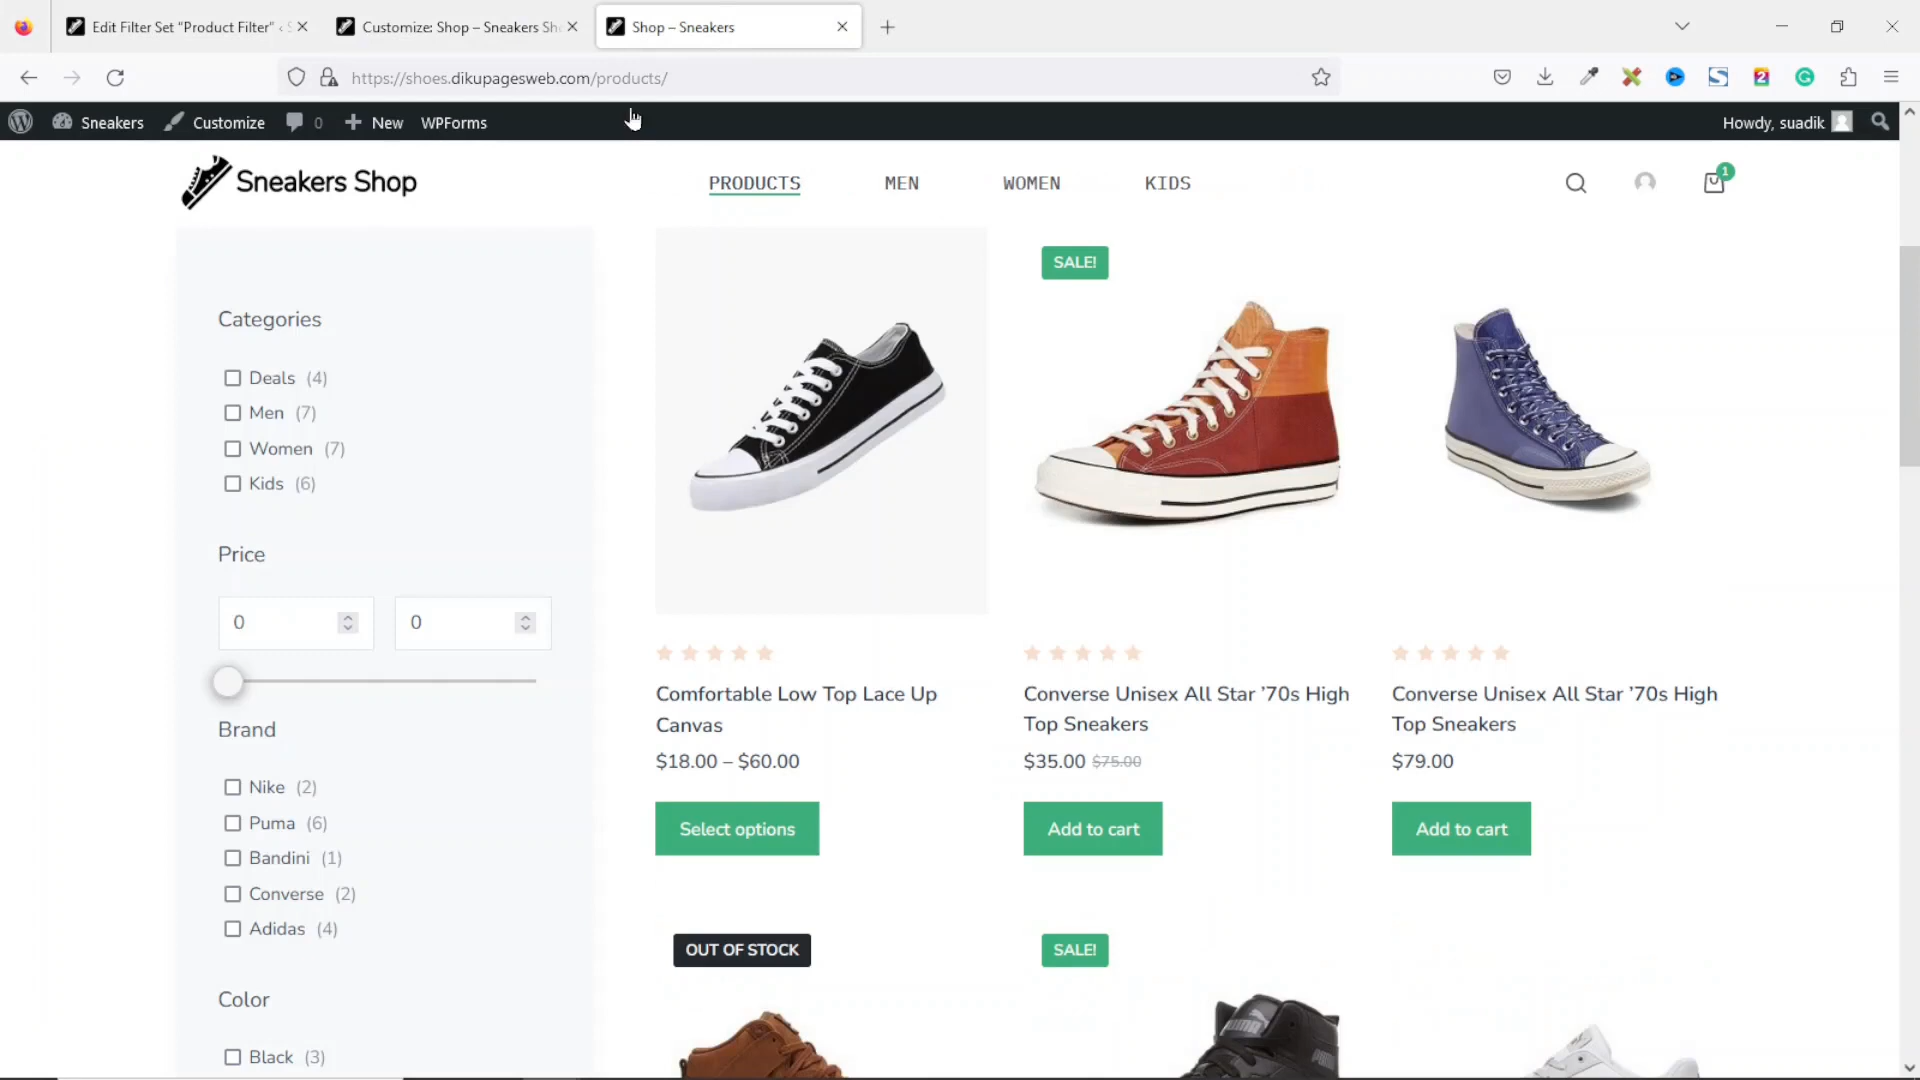 Edit Filter Set “Product Filter” ‹ S
Customize: Shop – Sneakers Sh
Shop – Sneakers
https://shoes.dikupagesweb.com/products/
Sneakers
Customize
0
New
WPForms
Howdy, suadik
Sneakers Shop
PRODUCTS
MEN
WOMEN
KIDS
1
Categories
Deals (4)
Men (7)
Women (7)
Kids (6)
Price
0
0
Brand
Nike (2)
Puma (6)
Bandini (1)
Converse (2)
Adidas (4)
Color
Black (3)
Comfortable Low Top Lace Up
Canvas
$18.00 – $60.00
Select options
SALE!
Converse Unisex All Star ’70s High
Top Sneakers
$35.00 $75.00
Add to cart
Converse Unisex All Star ’70s High
Top Sneakers
$79.00
Add to cart
OUT OF STOCK
SALE!
PUMA